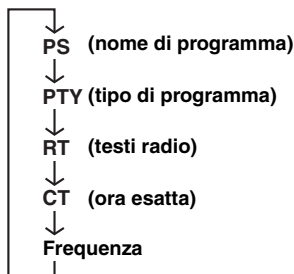 PS (nome di programma)
PTY (tipo di programma)
RT (testi radio)
CT (ora esatta)
Frequenza